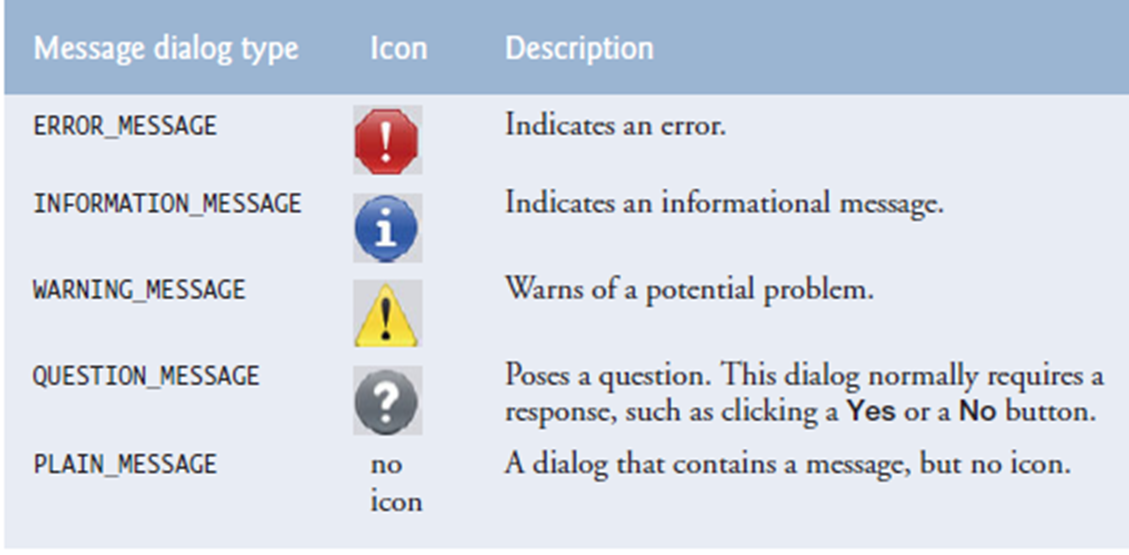 Message dialog type Icon Description
ERROR_MESSAGE ! Indicates an error.
INFORMATION_MESSAGE i Indicates an informational message.
WARNING_MESSAGE ! Warns of a potential problem.
QUESTION_MESSAGE ? Poses a question. This dialog normally requires a
response, such as clicking a Yes or a No button.
PLAIN_MESSAGE no A dialog that contains a message, but no icon.
icon